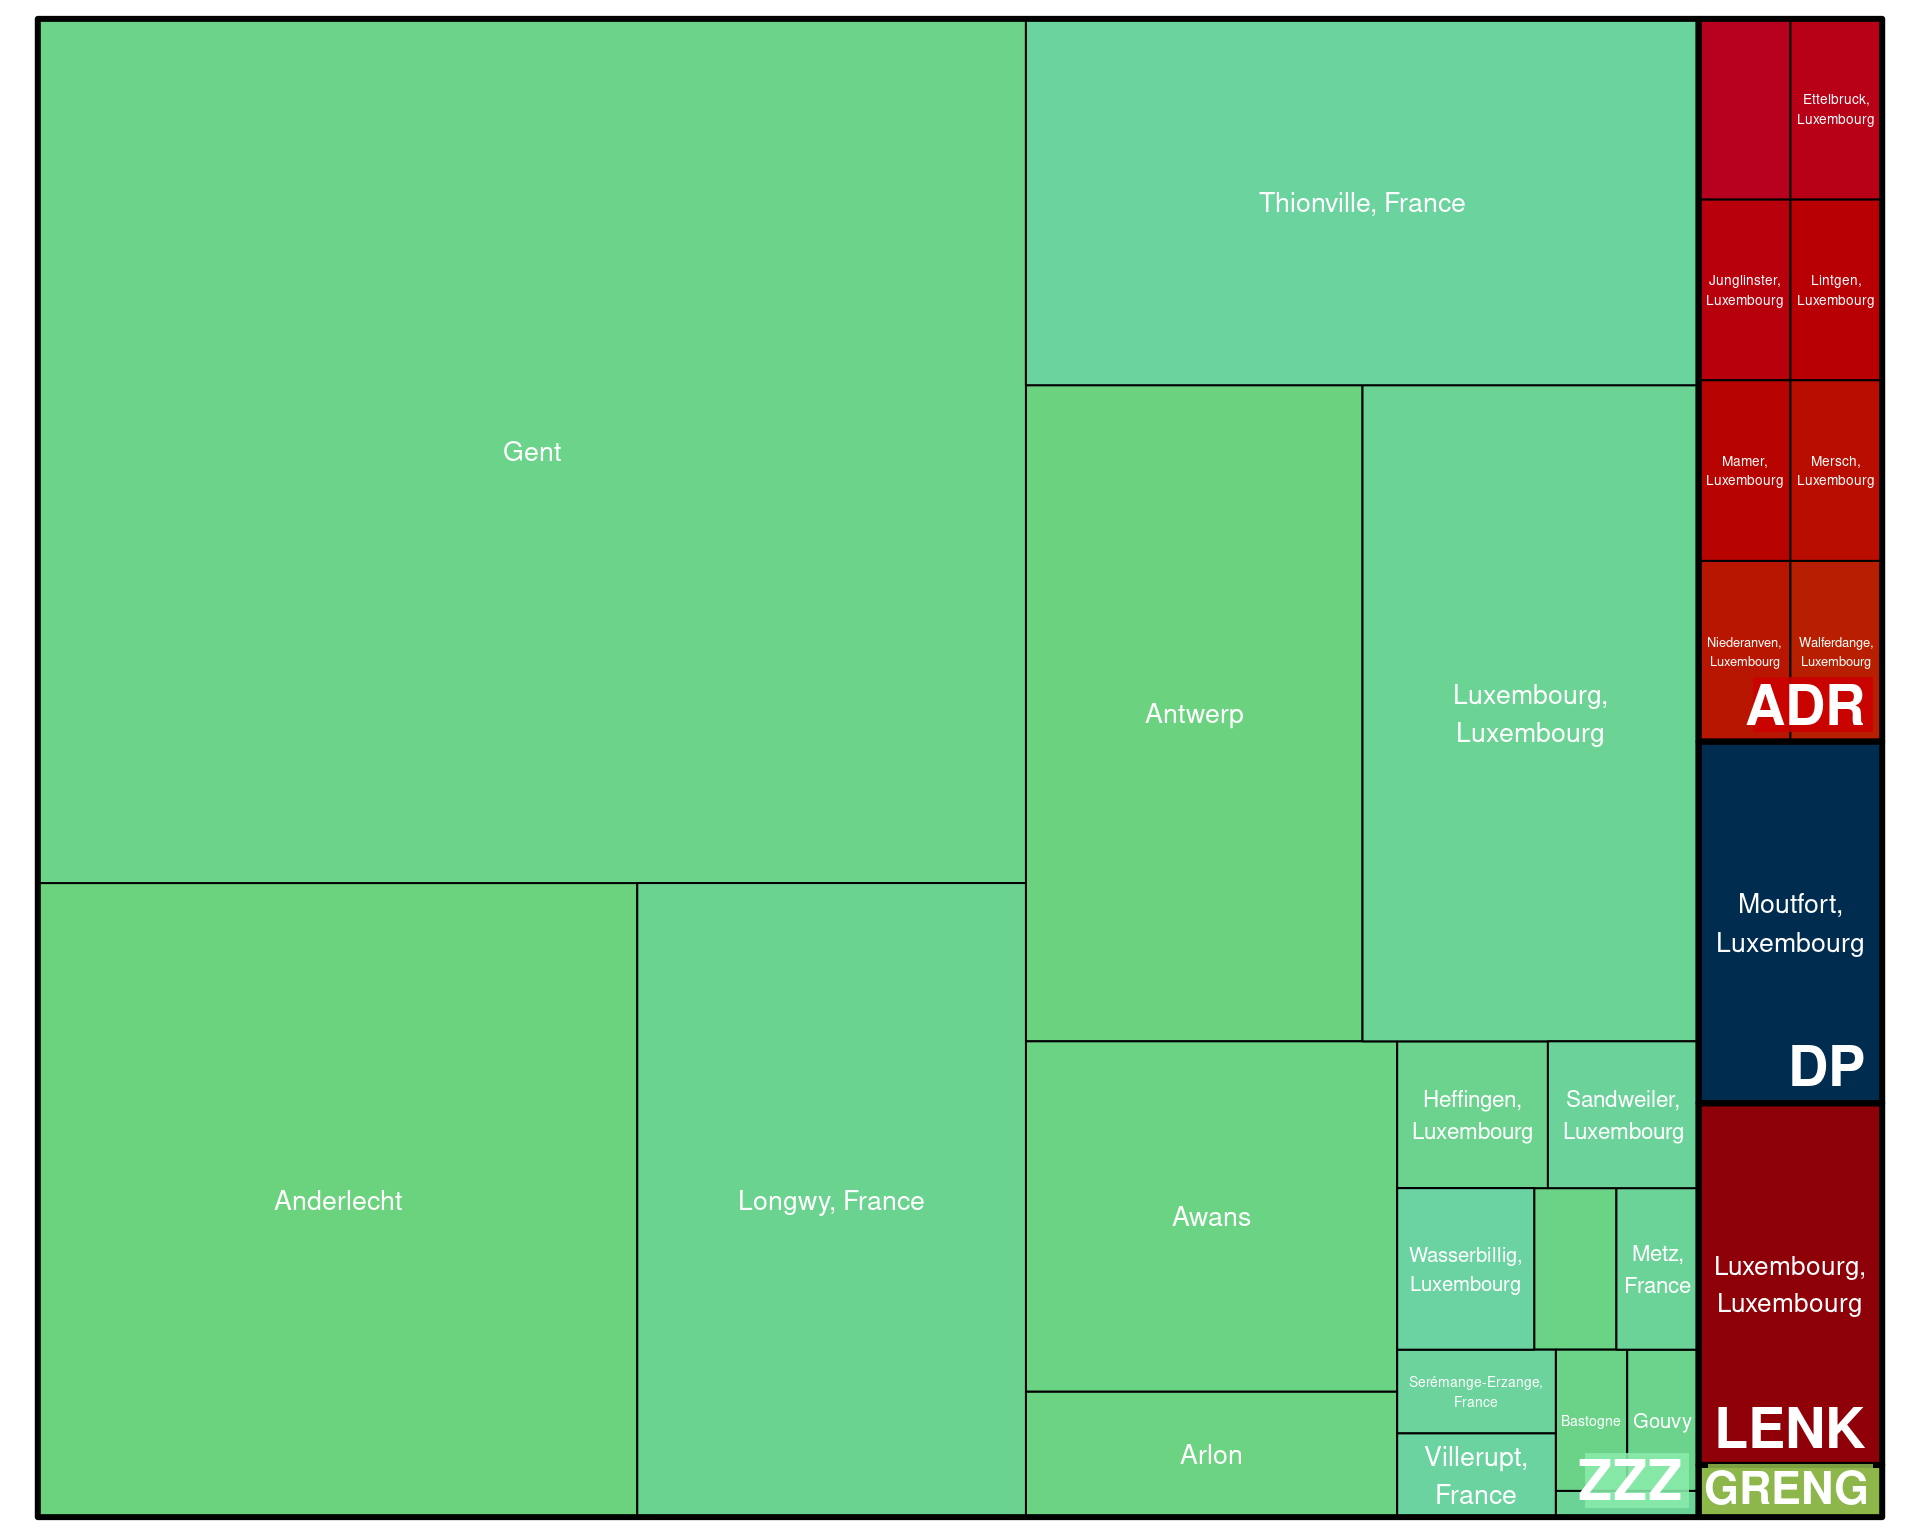 Gent
Thionville, France
Ettelbruck,
Luxembourg
Junglinster,
Luxembourg
Lintgen,
Luxembourg
Mamer,
Luxembourg
Mersch,
Luxembourg
Niederanven,
Luxembourg
Walferdange,
Luxembourg
ADR
Antwerp
Luxembourg,
Luxembourg
Moutfort,
Luxembourg
DP
Anderlecht
Longwy, France
Awans
Heffingen,
Luxembourg
Sandweiler,
Luxembourg
Wasserbillig,
Luxembourg
Metz,
France
Luxembourg,
Luxembourg
LENK
Serémange-Erzange,
France
Bastogne
Gouvy
Arlon
Villerupt,
France
ZZZ
GRENG